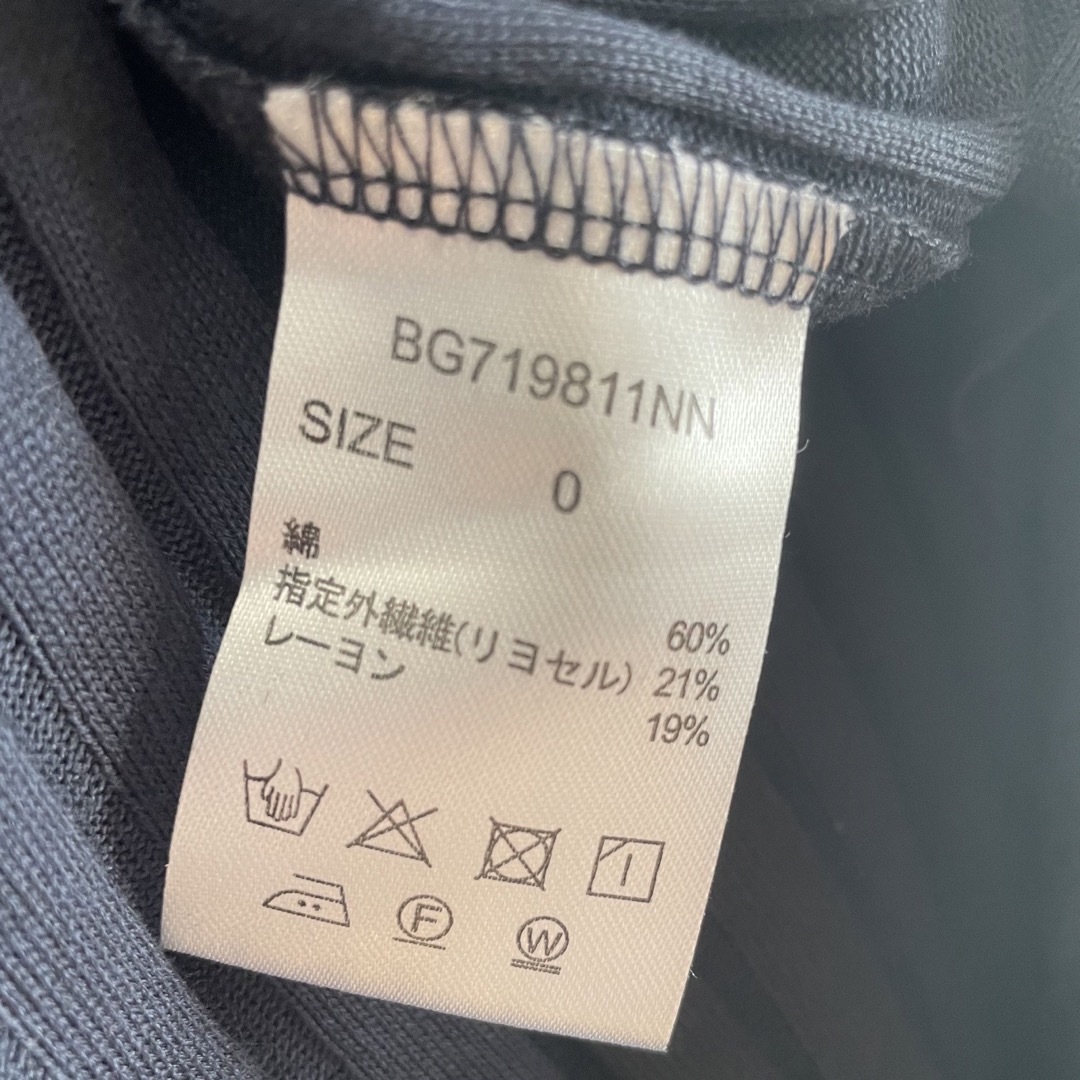 BG719811NN
SIZE 0
綿 60%
指定外繊維(リヨセル) 21%
レーヨン 19%
F W